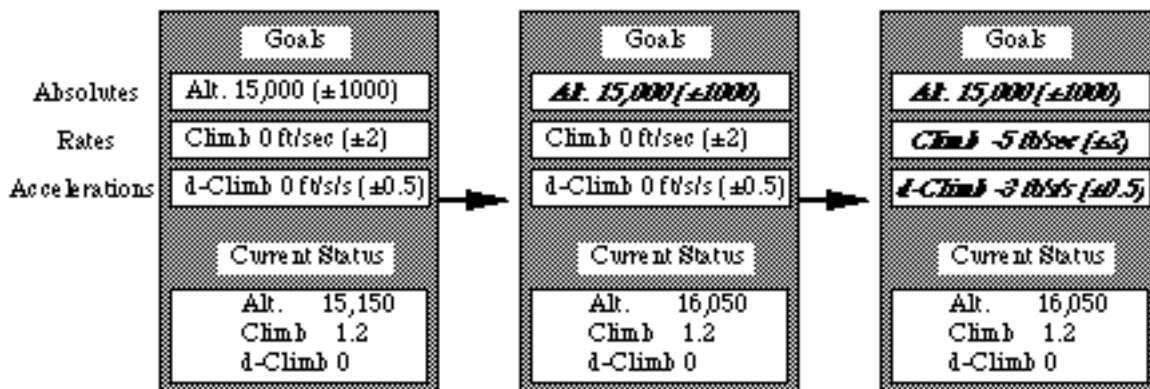 Goals
Goals
Goals
Absolutes
Alt. 15,000 (±1000)
Alt. 15,000 (±1000)
Alt. 15,000 (±1000)
Rates
Climb 0 ft/sec (±2)
Climb 0 ft/sec (±2)
Climb -5 ft/sec (±2)
Accelerations
d-Climb 0 ft/s/s (±0.5)
d-Climb 0 ft/s/s (±0.5)
d-Climb -3 ft/s/s (±0.5)
Current Status
Current Status
Current Status
Alt. 15,150
Climb 1.2
d-Climb 0
Alt. 16,050
Climb 1.2
d-Climb 0
Alt. 16,050
Climb 1.2
d-Climb 0